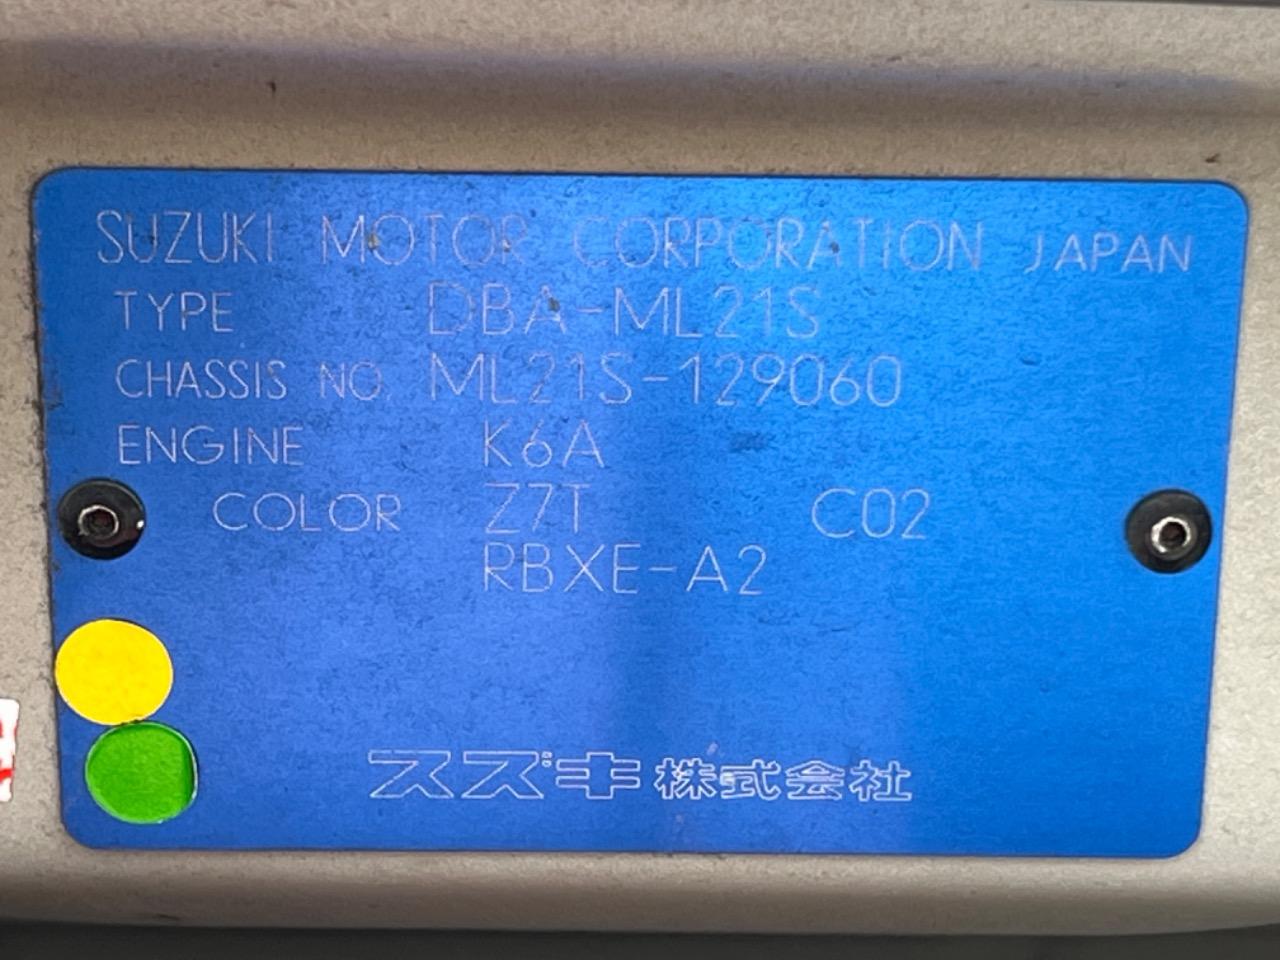 SUZUKI MOTOR CORPORATION JAPAN
TYPE DBA-ML21S
CHASSIS NO. ML21S-129060
ENGINE K6A
COLOR Z7T C02
RBXE-A2
スズキ株式会社